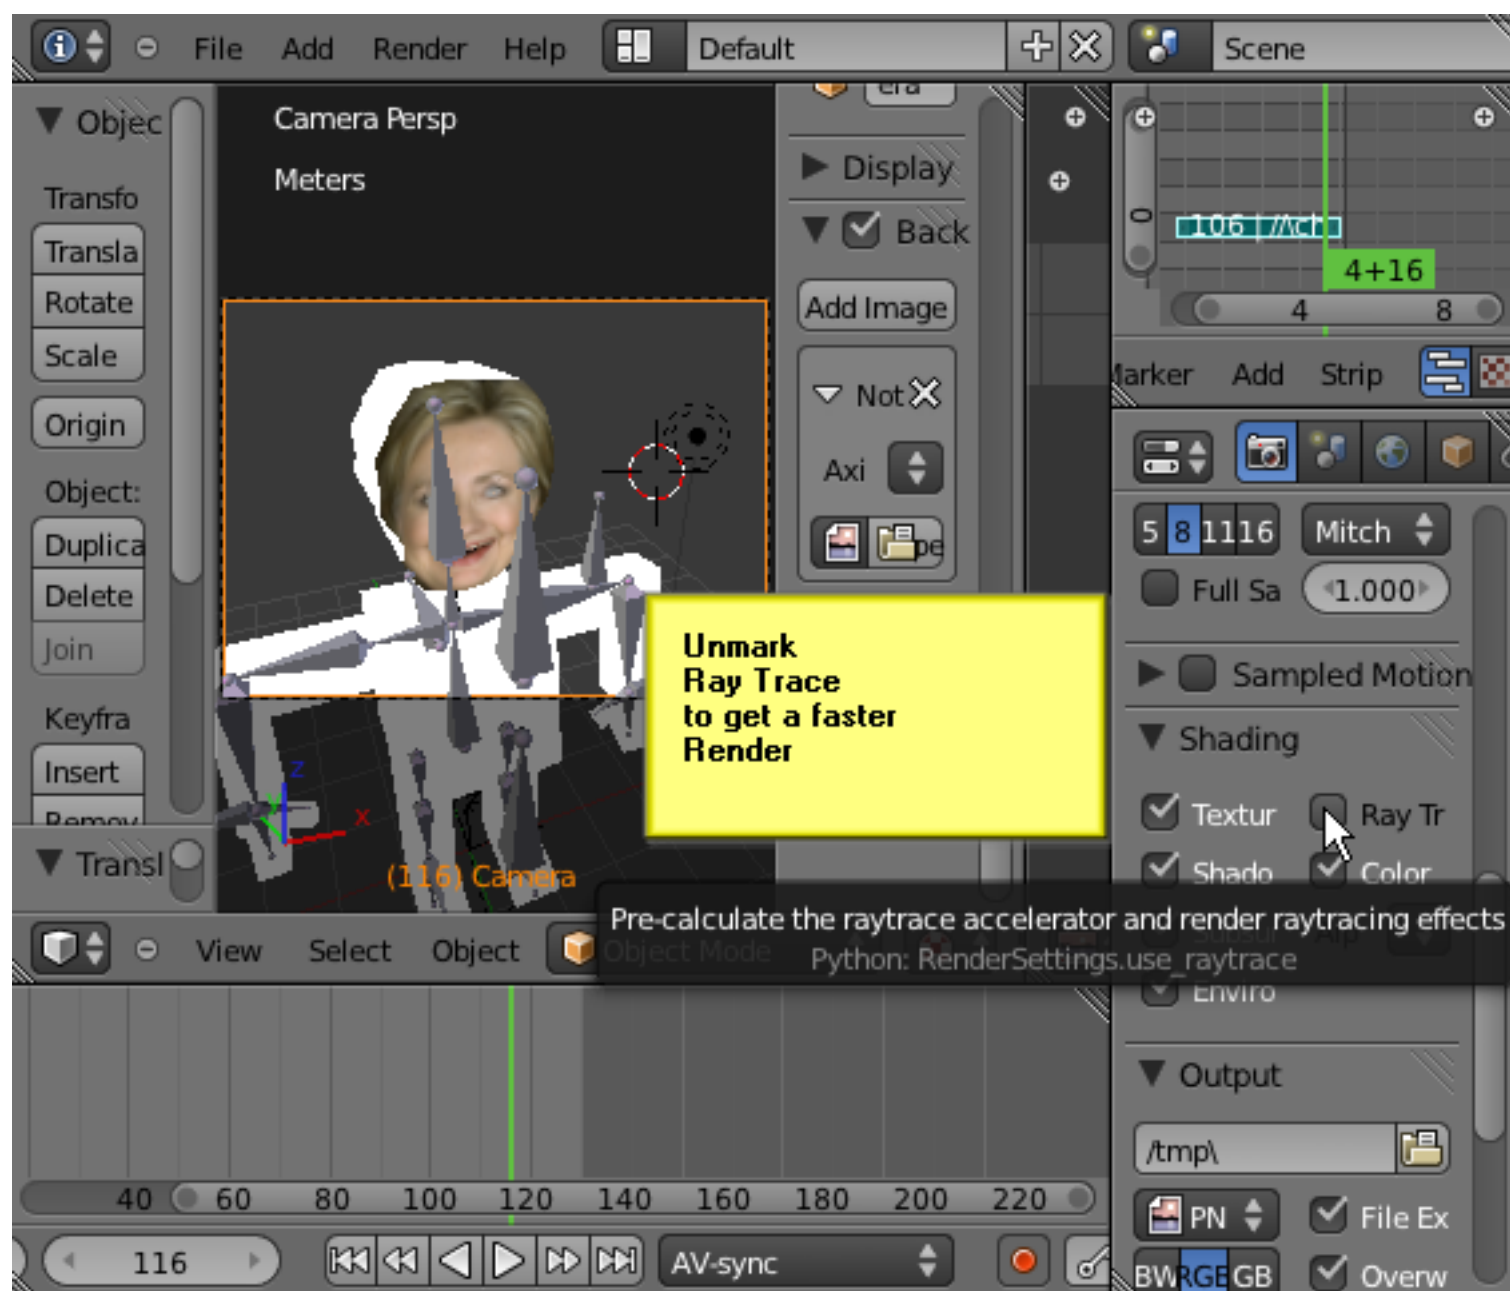 File Add Render Help Default Scene
Objec
Transfo
Transla
Rotate
Scale
Origin
Object:
Duplica
Delete
Join
Keyfra
Insert
Transl
Camera Persp
Meters
z
y
x
(116) Camera
era
Display
Back
Add Image
Not
Axi
pe
106 | //\ch
0
4+16
4 8
Marker Add Strip
5 8 11 16 Mitch
Full Sa 1.000
Sampled Motion
Shading
Textur Ray Tr
Shado Color
Unmark
Ray Trace
to get a faster
Render
Pre-calculate the raytrace accelerator and render raytracing effects
Python: RenderSettings.use_raytrace
View Select Object Object Mode
Enviro
Output
/tmp\
PN File Ex
BW RGB GB Overw
40 60 80 100 120 140 160 180 200 220
116 AV-sync